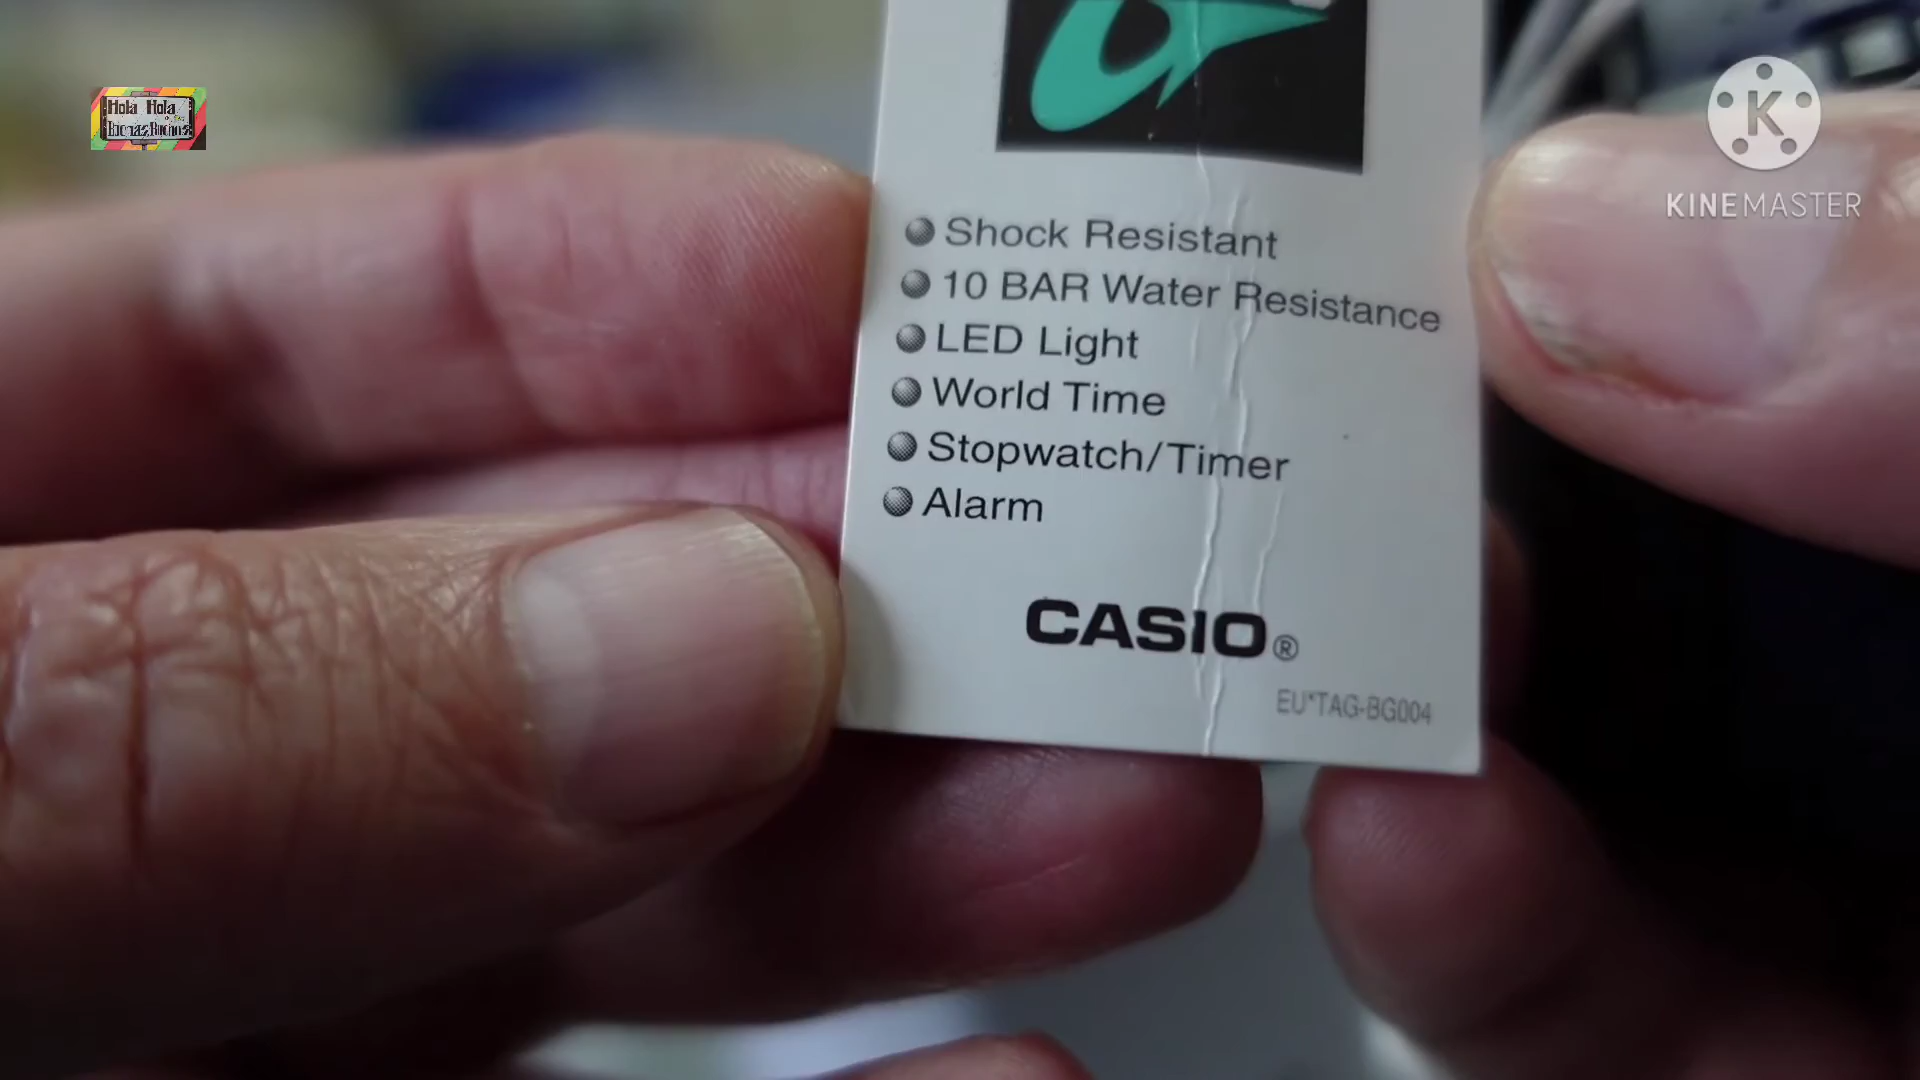 Hola Hola
KINEMASTER
Shock Resistant
10 BAR Water Resistance
LED Light
World Time
Stopwatch/Timer
Alarm
CASIO®
EU*TAG-BG004